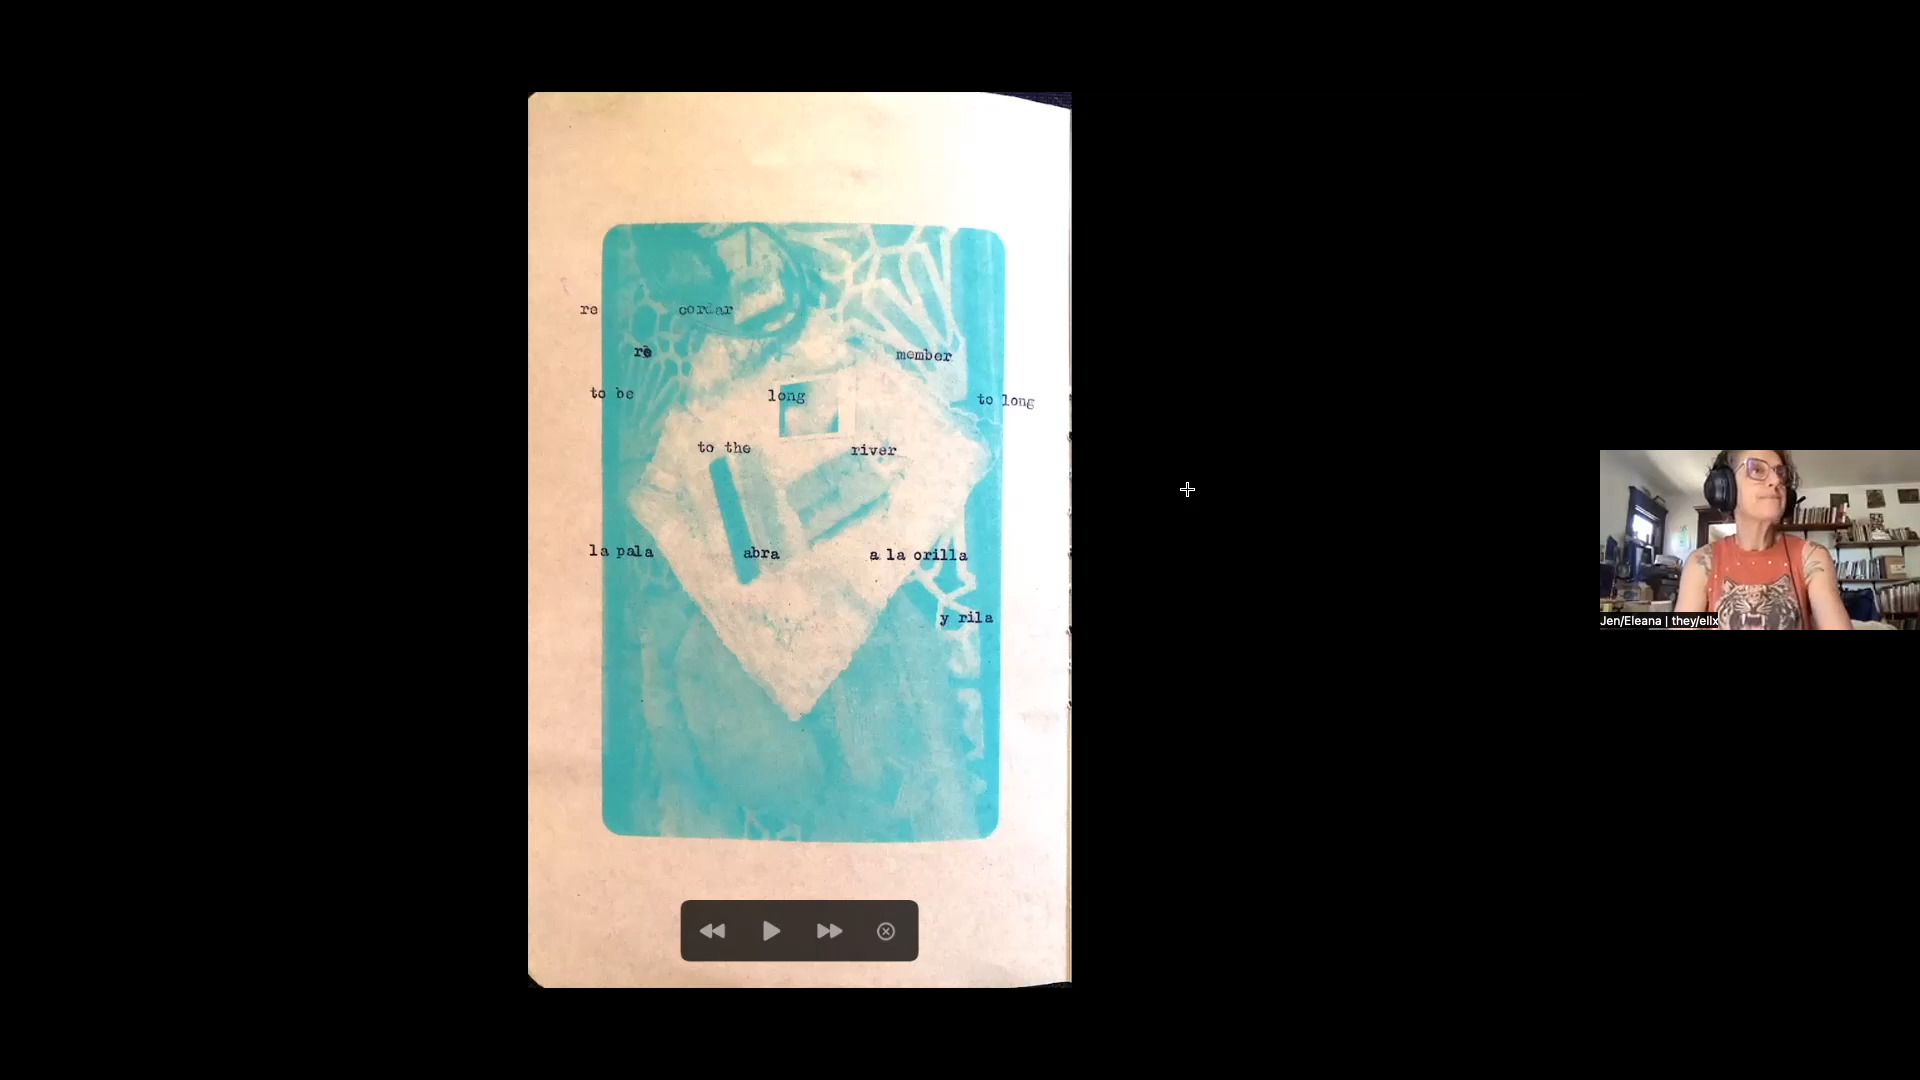 re cordar
re member
to be long to long
to the river
la pala abra a la orilla
y rila
Jen/Eleana | they/ellx